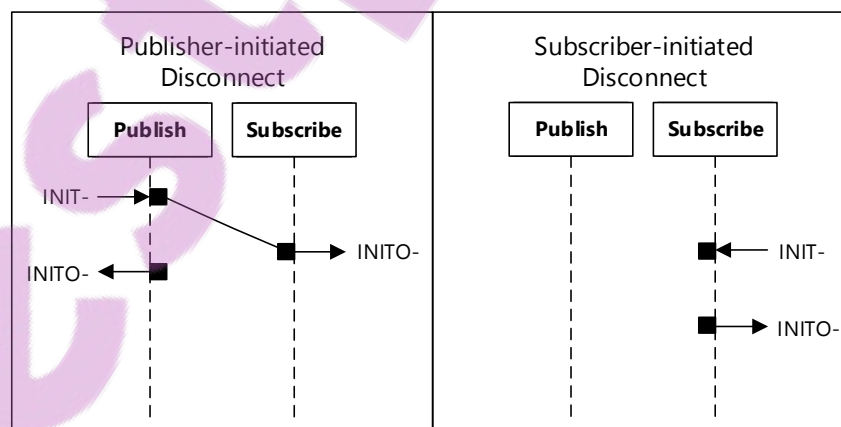 Publisher-initiated
Disconnect
Publish
Subscribe
INIT-
INITO-
INITO-
Subscriber-initiated
Disconnect
Publish
Subscribe
INIT-
INITO-